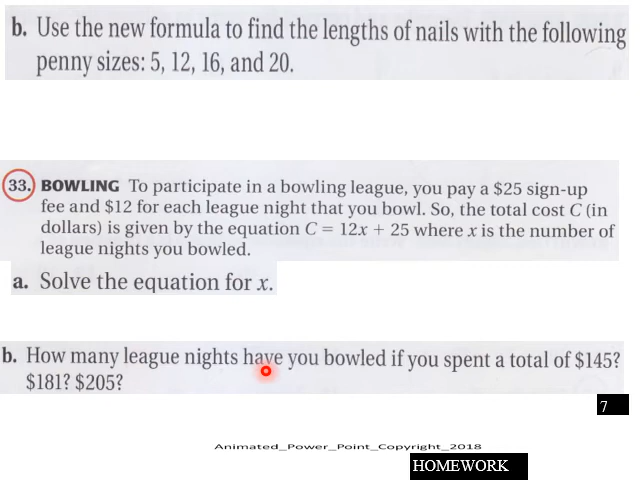 b. Use the new formula to find the lengths of nails with the following
penny sizes: 5, 12, 16, and 20.
33. BOWLING To participate in a bowling league, you pay a $25 sign-up
fee and $12 for each league night that you bowl. So, the total cost C (in
dollars) is given by the equation C = 12x + 25 where x is the number of
league nights you bowled.
a. Solve the equation for x.
b. How many league nights have you bowled if you spent a total of $145?
$181? $205?
7
Animated_Power_Point_Copyright_2018
HOMEWORK